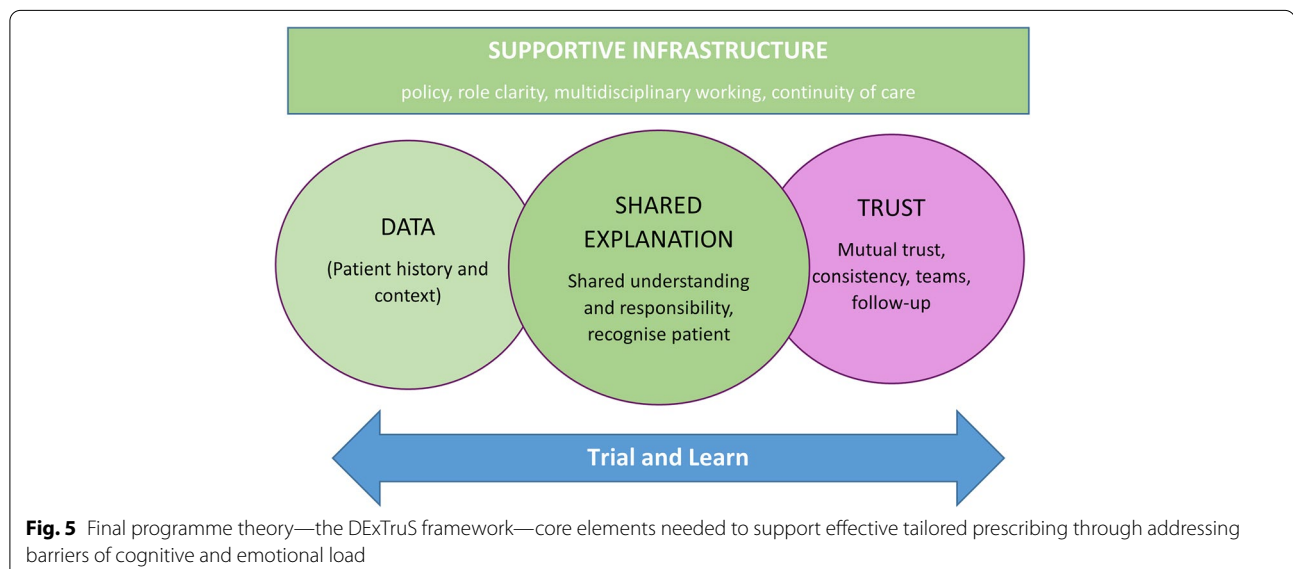 SUPPORTIVE INFRASTRUCTURE
policy, role clarity, multidisciplinary working, continuity of care
DATA
(Patient history and
context)
SHARED
EXPLANATION
Shared understanding
and responsibility,
recognise patient
TRUST
Mutual trust,
consistency, teams,
follow-up
Trial and Learn
Fig. 5 Final programme theory—the DExTruS framework—core elements needed to support effective tailored prescribing through addressing
barriers of cognitive and emotional load